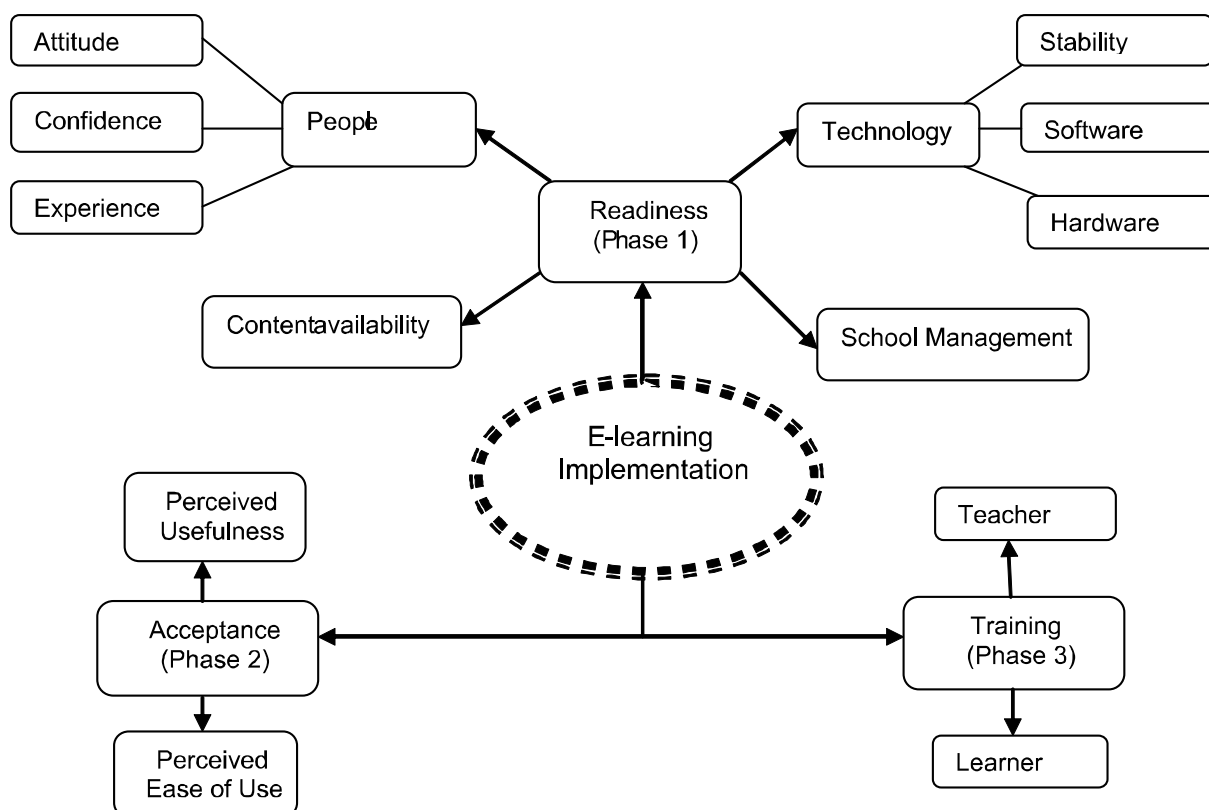 Attitude
Stability
Confidence
People
Technology
Software
Experience
Readiness
(Phase 1)
Hardware
Contentavailability
School Management
E-learning
Implementation
Perceived
Usefulness
Teacher
Acceptance
(Phase 2)
Training
(Phase 3)
Perceived
Ease of Use
Learner